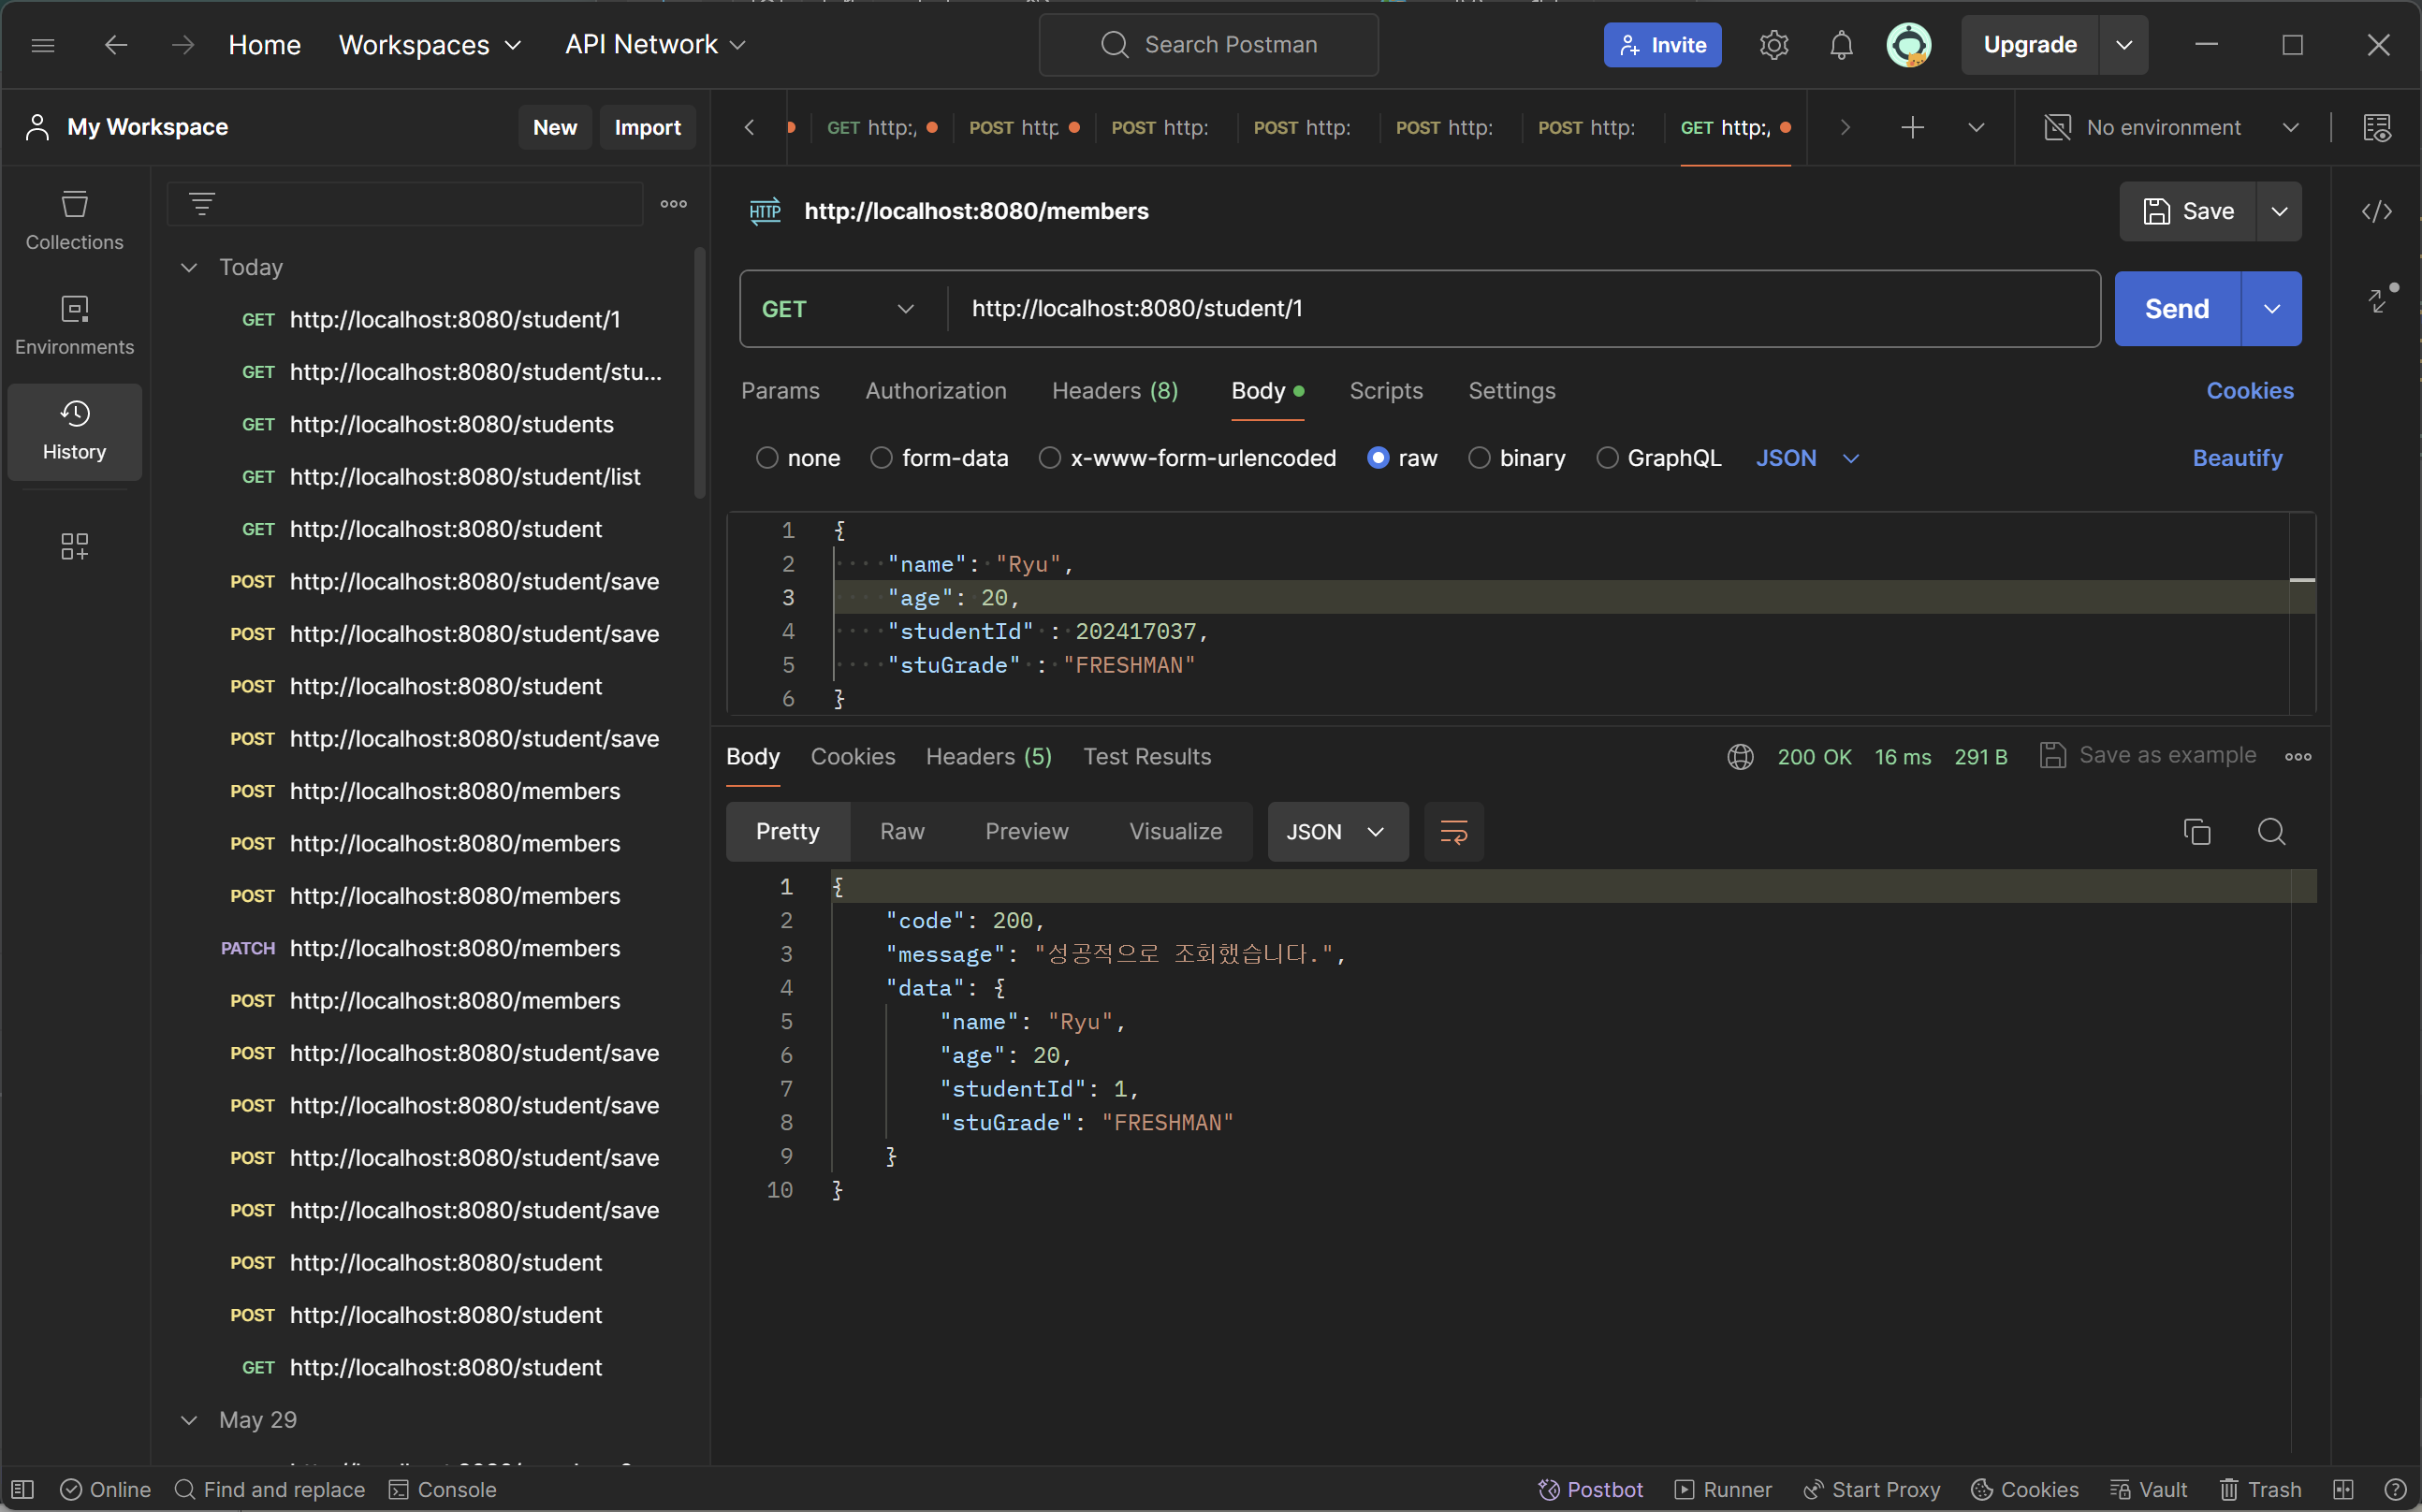 Home Workspaces API Network Search Postman Invite Upgrade
My Workspace New Import GET http:, POST http POST http: POST http: POST http: POST http: GET http:, No environment
Collections
Environments
History
Today
GET http://localhost:8080/student/1
GET http://localhost:8080/student/stu...
GET http://localhost:8080/students
GET http://localhost:8080/student/list
GET http://localhost:8080/student
POST http://localhost:8080/student/save
POST http://localhost:8080/student/save
POST http://localhost:8080/student
POST http://localhost:8080/student/save
POST http://localhost:8080/members
POST http://localhost:8080/members
POST http://localhost:8080/members
PATCH http://localhost:8080/members
POST http://localhost:8080/members
POST http://localhost:8080/student/save
POST http://localhost:8080/student/save
POST http://localhost:8080/student/save
POST http://localhost:8080/student/save
POST http://localhost:8080/student
POST http://localhost:8080/student
GET http://localhost:8080/student
May 29
HTTP http://localhost:8080/members Save
GET http://localhost:8080/student/1 Send
Params Authorization Headers (8) Body Scripts Settings Cookies
none form-data x-www-form-urlencoded raw binary GraphQL JSON Beautify
1 {
2 "name": "Ryu",
3 "age": 20,
4 "studentId" : 202417037,
5 "stuGrade" : "FRESHMAN"
6 }
Body Cookies Headers (5) Test Results 200 OK 16 ms 291 B Save as example
Pretty Raw Preview Visualize JSON
1 {
2 "code": 200,
3 "message": "성공적으로 조회했습니다.",
4 "data": {
5 "name": "Ryu",
6 "age": 20,
7 "studentId": 1,
8 "stuGrade": "FRESHMAN"
9 }
10 }
Online Find and replace Console Postbot Runner Start Proxy Cookies Vault Trash